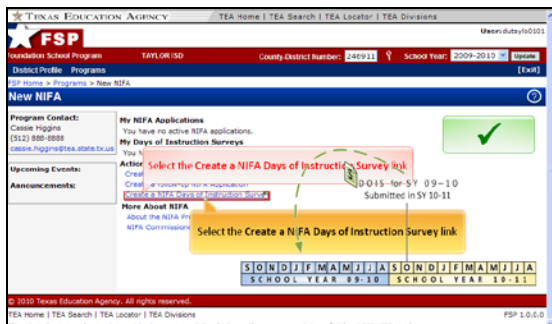 TEXAS EDUCATION AGENCY
TEA Home | TEA Search | TEA Locator | TEA Divisions
FSP
User: dutaylo0101
Foundation School Program
TAYLOR ISD
County-District Number: 246911
School Year: 2009-2010
Update
District Profile Programs
[Exit]
FSP Home > Programs > New NIFA
New NIFA
Program Contact:
Cassie Higgins
(512) 888-8888
cassie.higgins@tea.state.tx.us
Upcoming Events:
Announcements:
My NIFA Applications
You have no active NIFA applications.
My Days of Instruction Surveys
You h
Action
Creat
Create a follow-up NIFA Application
Create a NIFA Days of Instruction Survey
More About NIFA
About the NIFA Pr
NIFA Commissione
Select the Create a NIFA Days of Instruction Survey link
DOIS for SY 09-10
Submitted in SY 10-11
Select the Create a NIFA Days of Instruction Survey link
S O N D J F M A M J J A S O N D J F M A M J J A
SCHOOL YEAR 09-10 SCHOOL YEAR 10-11
© 2010 Texas Education Agency. All rights reserved.
TEA Home | TEA Search | TEA Locator | TEA Divisions
FSP 1.0.0.0